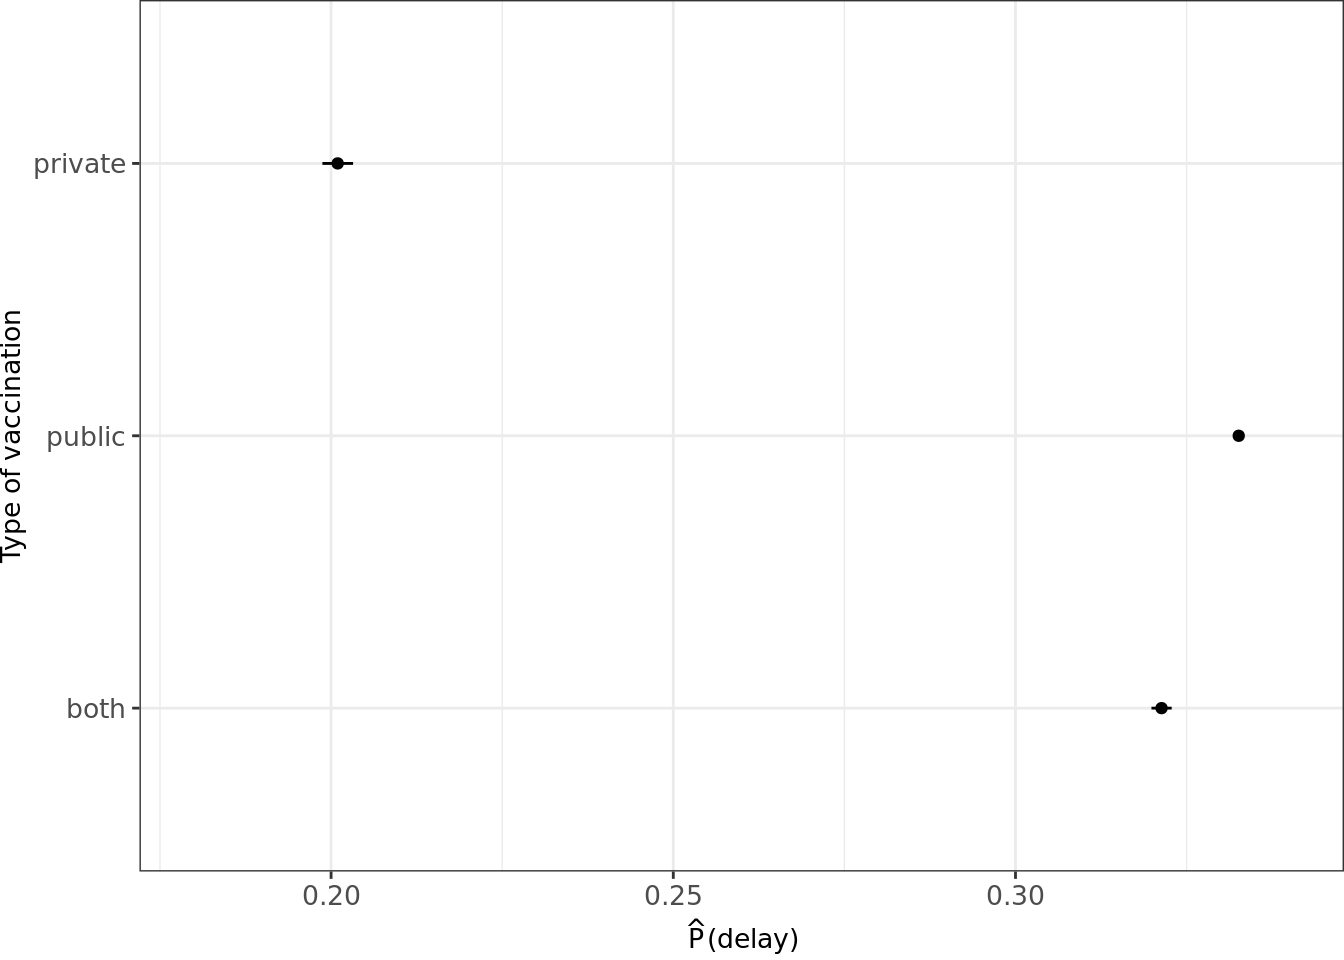 Type of vaccination
private
public
both
0.20 0.25 0.30
P̂(delay)